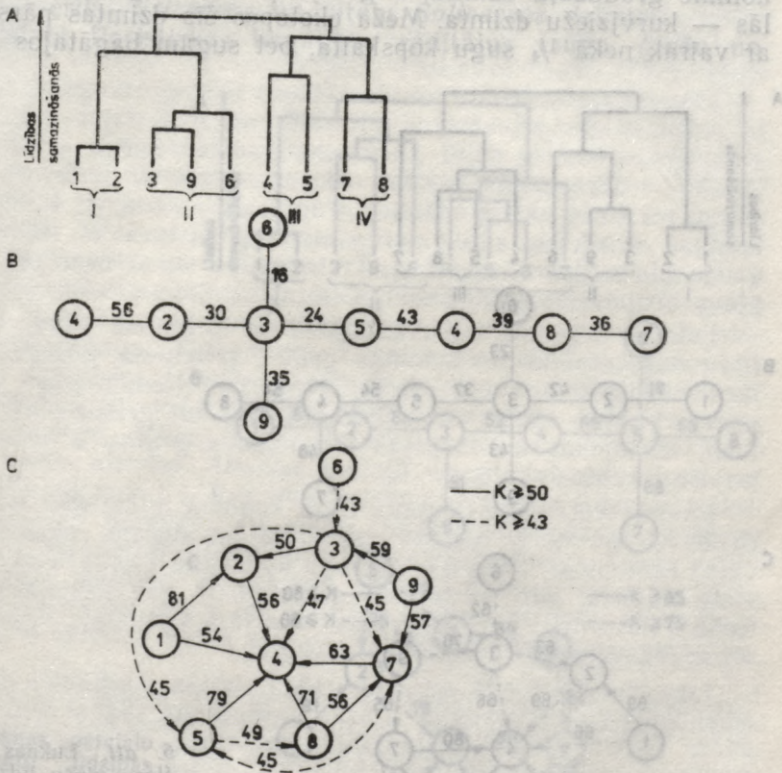 A
Līdzības
samazināšanās
1 2 3 9 6 4 5 7 8
I II III IV
B
6
16
4 56 2 30 3 24 5 43 4 39 8 36 7
35
9
C
6
43
K ≥ 50
K ≥ 43
3
50 59
2 9
81 56 47 45 57
1 54 4 63 7
45 79 71 56
5 49 8
45